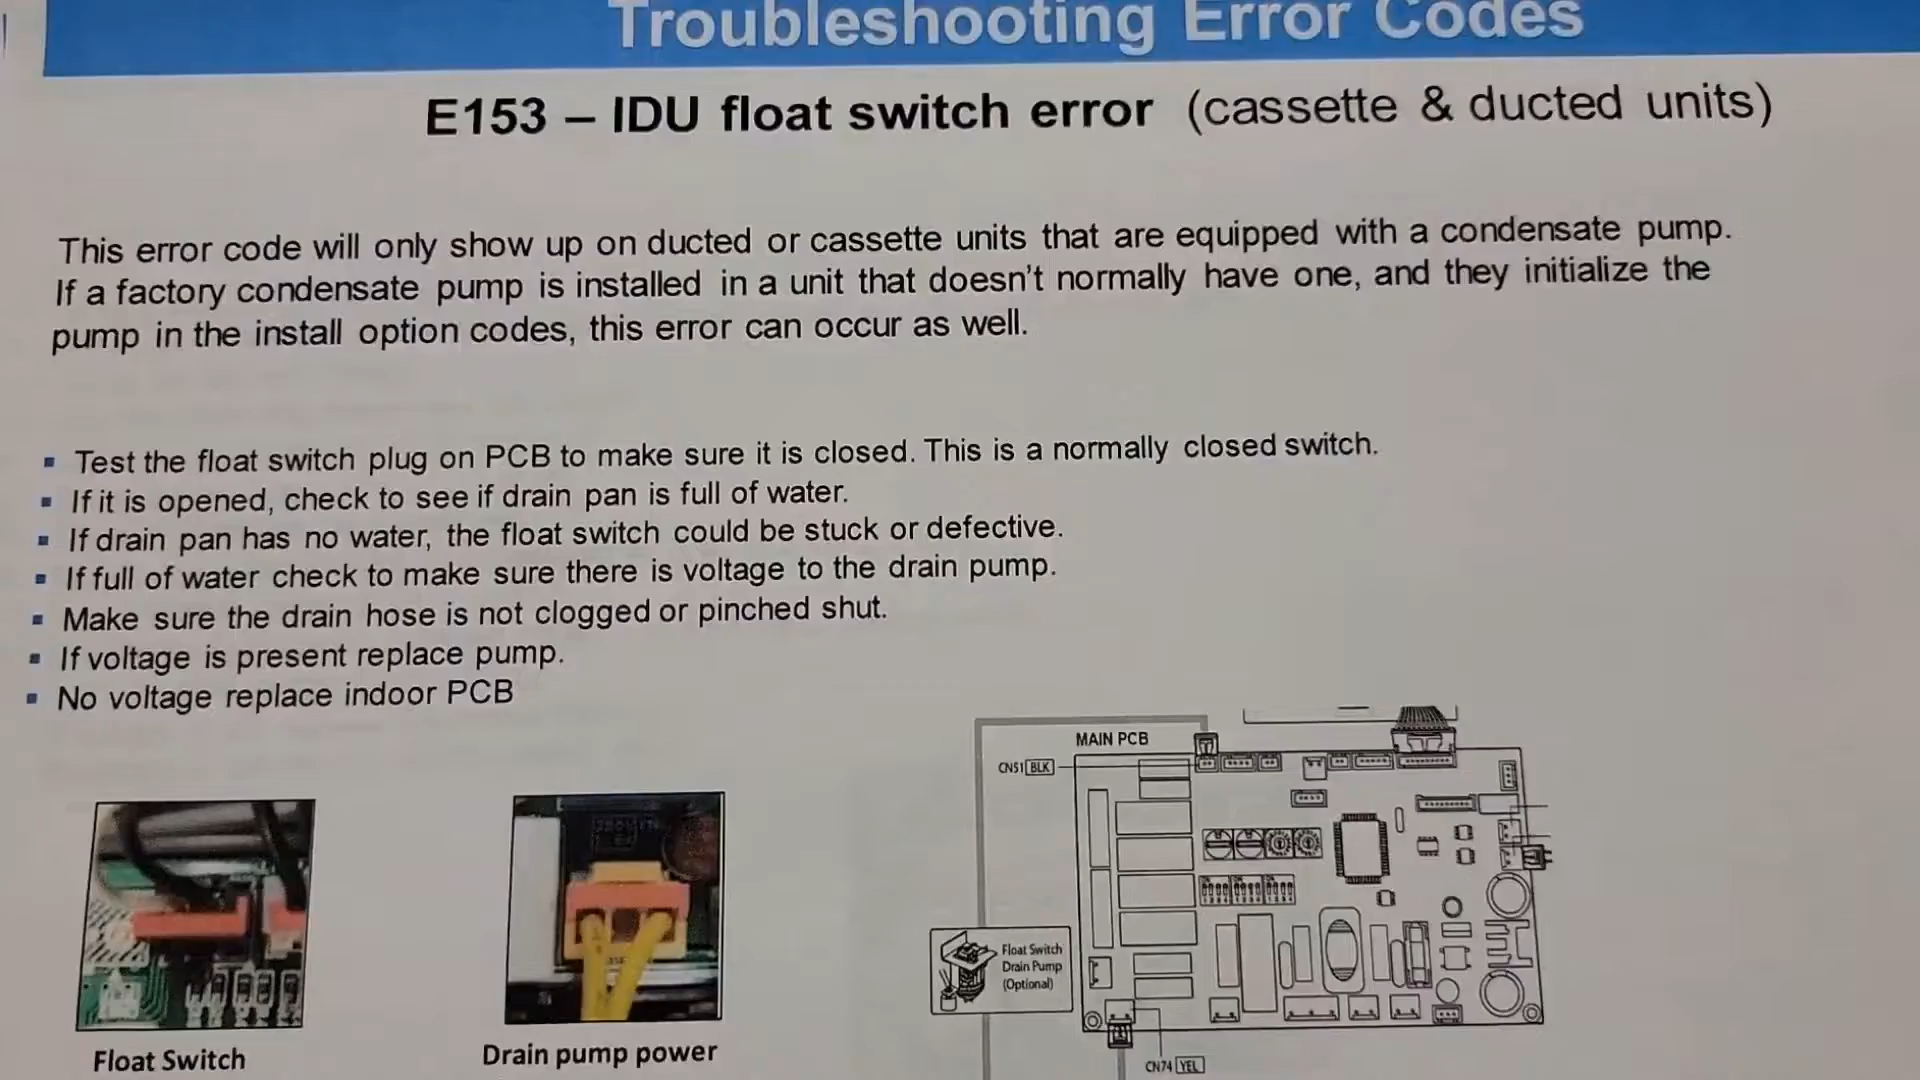 Troubleshooting Error Codes
E153 – IDU float switch error (cassette & ducted units)
This error code will only show up on ducted or cassette units that are equipped with a condensate pump.
If a factory condensate pump is installed in a unit that doesn't normally have one, and they initialize the
pump in the install option codes, this error can occur as well.
▪ Test the float switch plug on PCB to make sure it is closed. This is a normally closed switch.
▪ If it is opened, check to see if drain pan is full of water.
▪ If drain pan has no water, the float switch could be stuck or defective.
▪ If full of water check to make sure there is voltage to the drain pump.
▪ Make sure the drain hose is not clogged or pinched shut.
▪ If voltage is present replace pump.
▪ No voltage replace indoor PCB
MAIN PCB
CN51 BLK
Float Switch
Drain Pump
(Optional)
CN74 YEL
Float Switch
Drain pump power